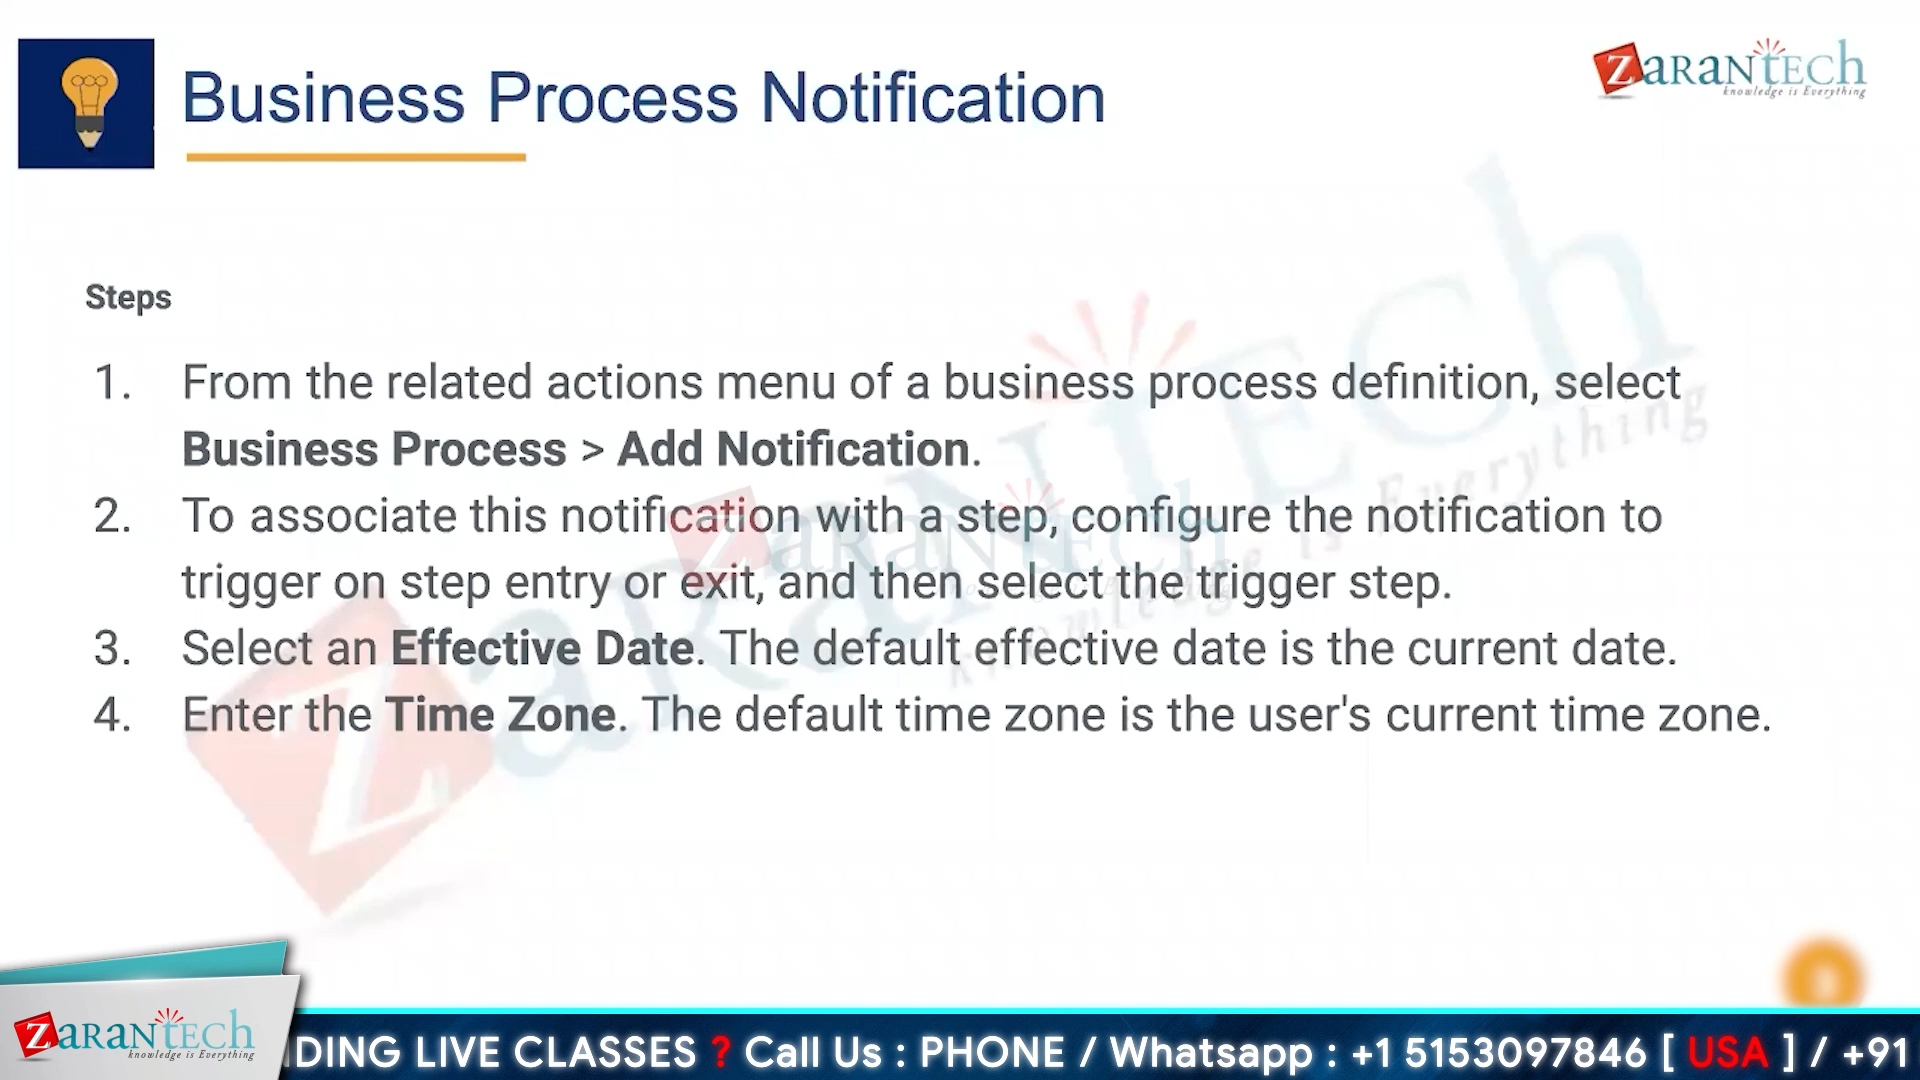 Business Process Notification
ZaranTech
knowledge is Everything
Steps
1. From the related actions menu of a business process definition, select
Business Process > Add Notification.
2. To associate this notification with a step, configure the notification to
trigger on step entry or exit, and then select the trigger step.
3. Select an Effective Date. The default effective date is the current date.
4. Enter the Time Zone. The default time zone is the user's current time zone.
ZaranTech
knowledge is Everything
ZaranTech
knowledge is Everything
DING LIVE CLASSES ? Call Us : PHONE / Whatsapp : +1 5153097846 [ USA ] / +91